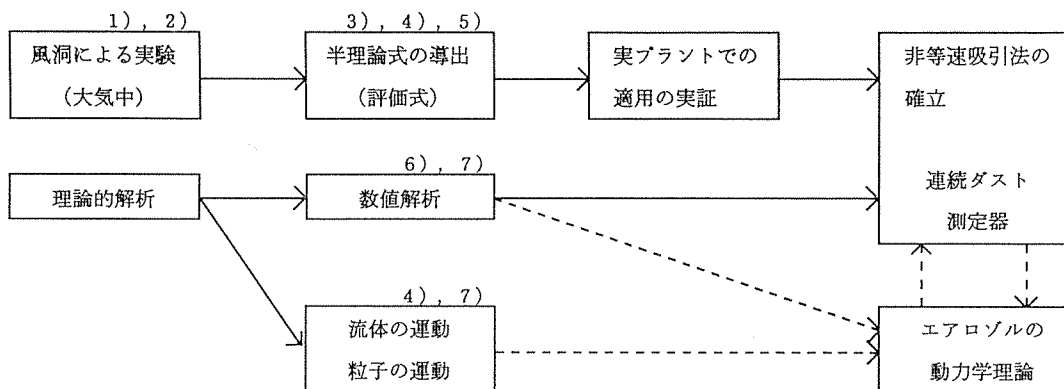 1), 2)
風洞による実験
(大気中)
3), 4), 5)
半理論式の導出
(評価式)
実プラントでの
適用の実証
非等速吸引法の
確立
連続ダスト
測定器
理論的解析
6), 7)
数値解析
4), 7)
流体の運動
粒子の運動
エアロゾルの
動力学理論